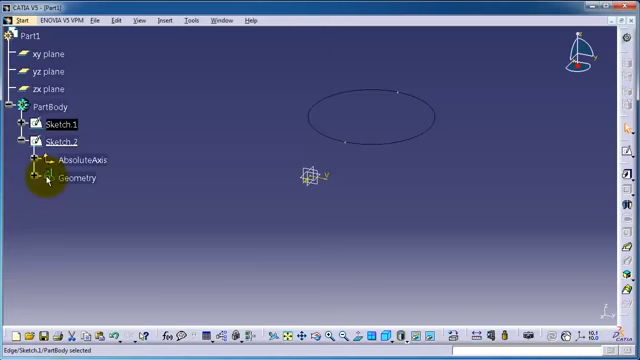 CATIA V5 - [Part1]
Start ENOVIA V5 VPM File Edit View Insert Tools Window Help
Part1
xy plane
yz plane
zx plane
PartBody
Sketch.1
Sketch.2
AbsoluteAxis
Geometry
z
y
y
CATIA
Edge/Sketch.1/PartBody selected